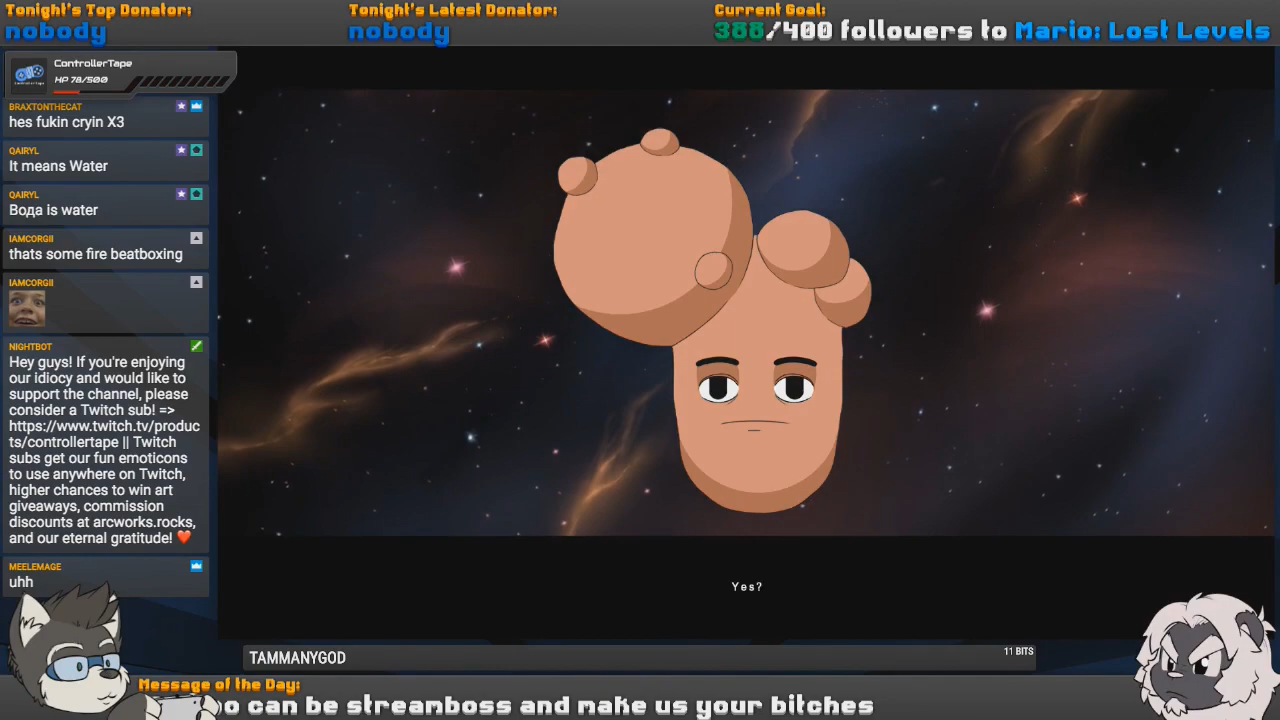 Tonight's Top Donator:
nobody
Tonight's Latest Donator:
nobody
Current Goal:
388/400 followers to Mario: Lost Levels
ControllerTape
HP 78/500
BRAXTONTHECAT
hes fukin cryin X3
QAIRYL
It means Water
QAIRYL
Вода is water
IAMCORGII
thats some fire beatboxing
IAMCORGII
NIGHTBOT
Hey guys! If you're enjoying
our idiocy and would like to
support the channel, please
consider a Twitch sub! =>
https://www.twitch.tv/produc
ts/controllertape || Twitch
subs get our fun emoticons
to use anywhere on Twitch,
higher chances to win art
giveaways, commission
discounts at arcworks.rocks,
and our eternal gratitude! ❤️
MEELEMAGE
uhh
Yes?
TAMMANYGOD
11 BITS
Message of the Day:
o can be streamboss and make us your bitches